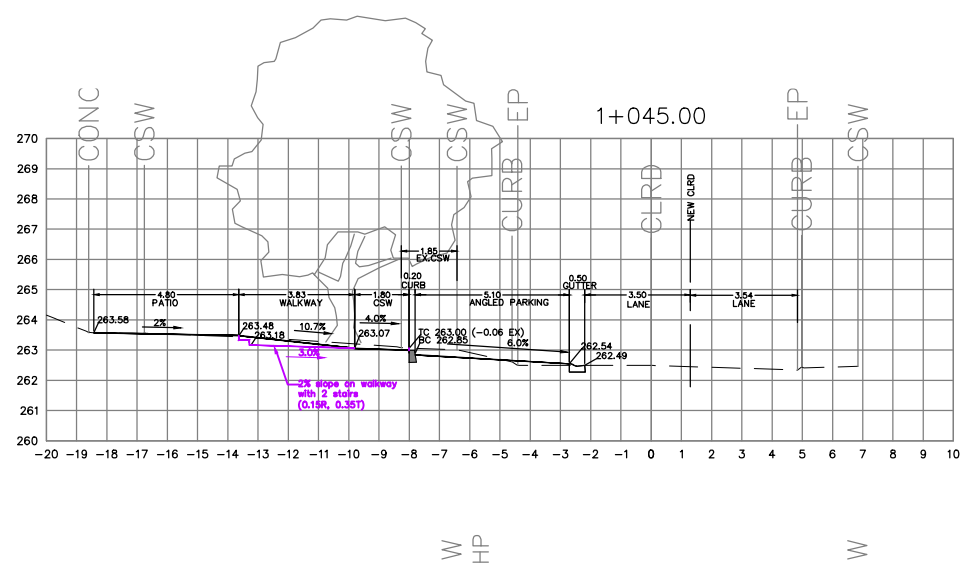 1+045.00
CONC
CSW
CSW
CSW
EP
CURB
CLRD
NEW CLRD
EP
CURB
CSW
270
269
268
267
266
265
264
263
262
261
260
1.85
EX.CSW
0.20
CURB
0.50
GUTTER
4.80
PATIO
3.83
WALKWAY
1.80
CSW
5.10
ANGLED PARKING
3.50
LANE
3.54
LANE
263.58
2%
263.48
263.18
10.7%
4.0%
263.07
TC 263.00 (-0.06 EX)
BC 262.85
6.0%
262.54
262.49
3.0%
2% slope on walkway
with 2 stairs
(0.15R, 0.35T)
-20 -19 -18 -17 -16 -15 -14 -13 -12 -11 -10 -9 -8 -7 -6 -5 -4 -3 -2 -1 0 1 2 3 4 5 6 7 8 9 10
W
HP
W